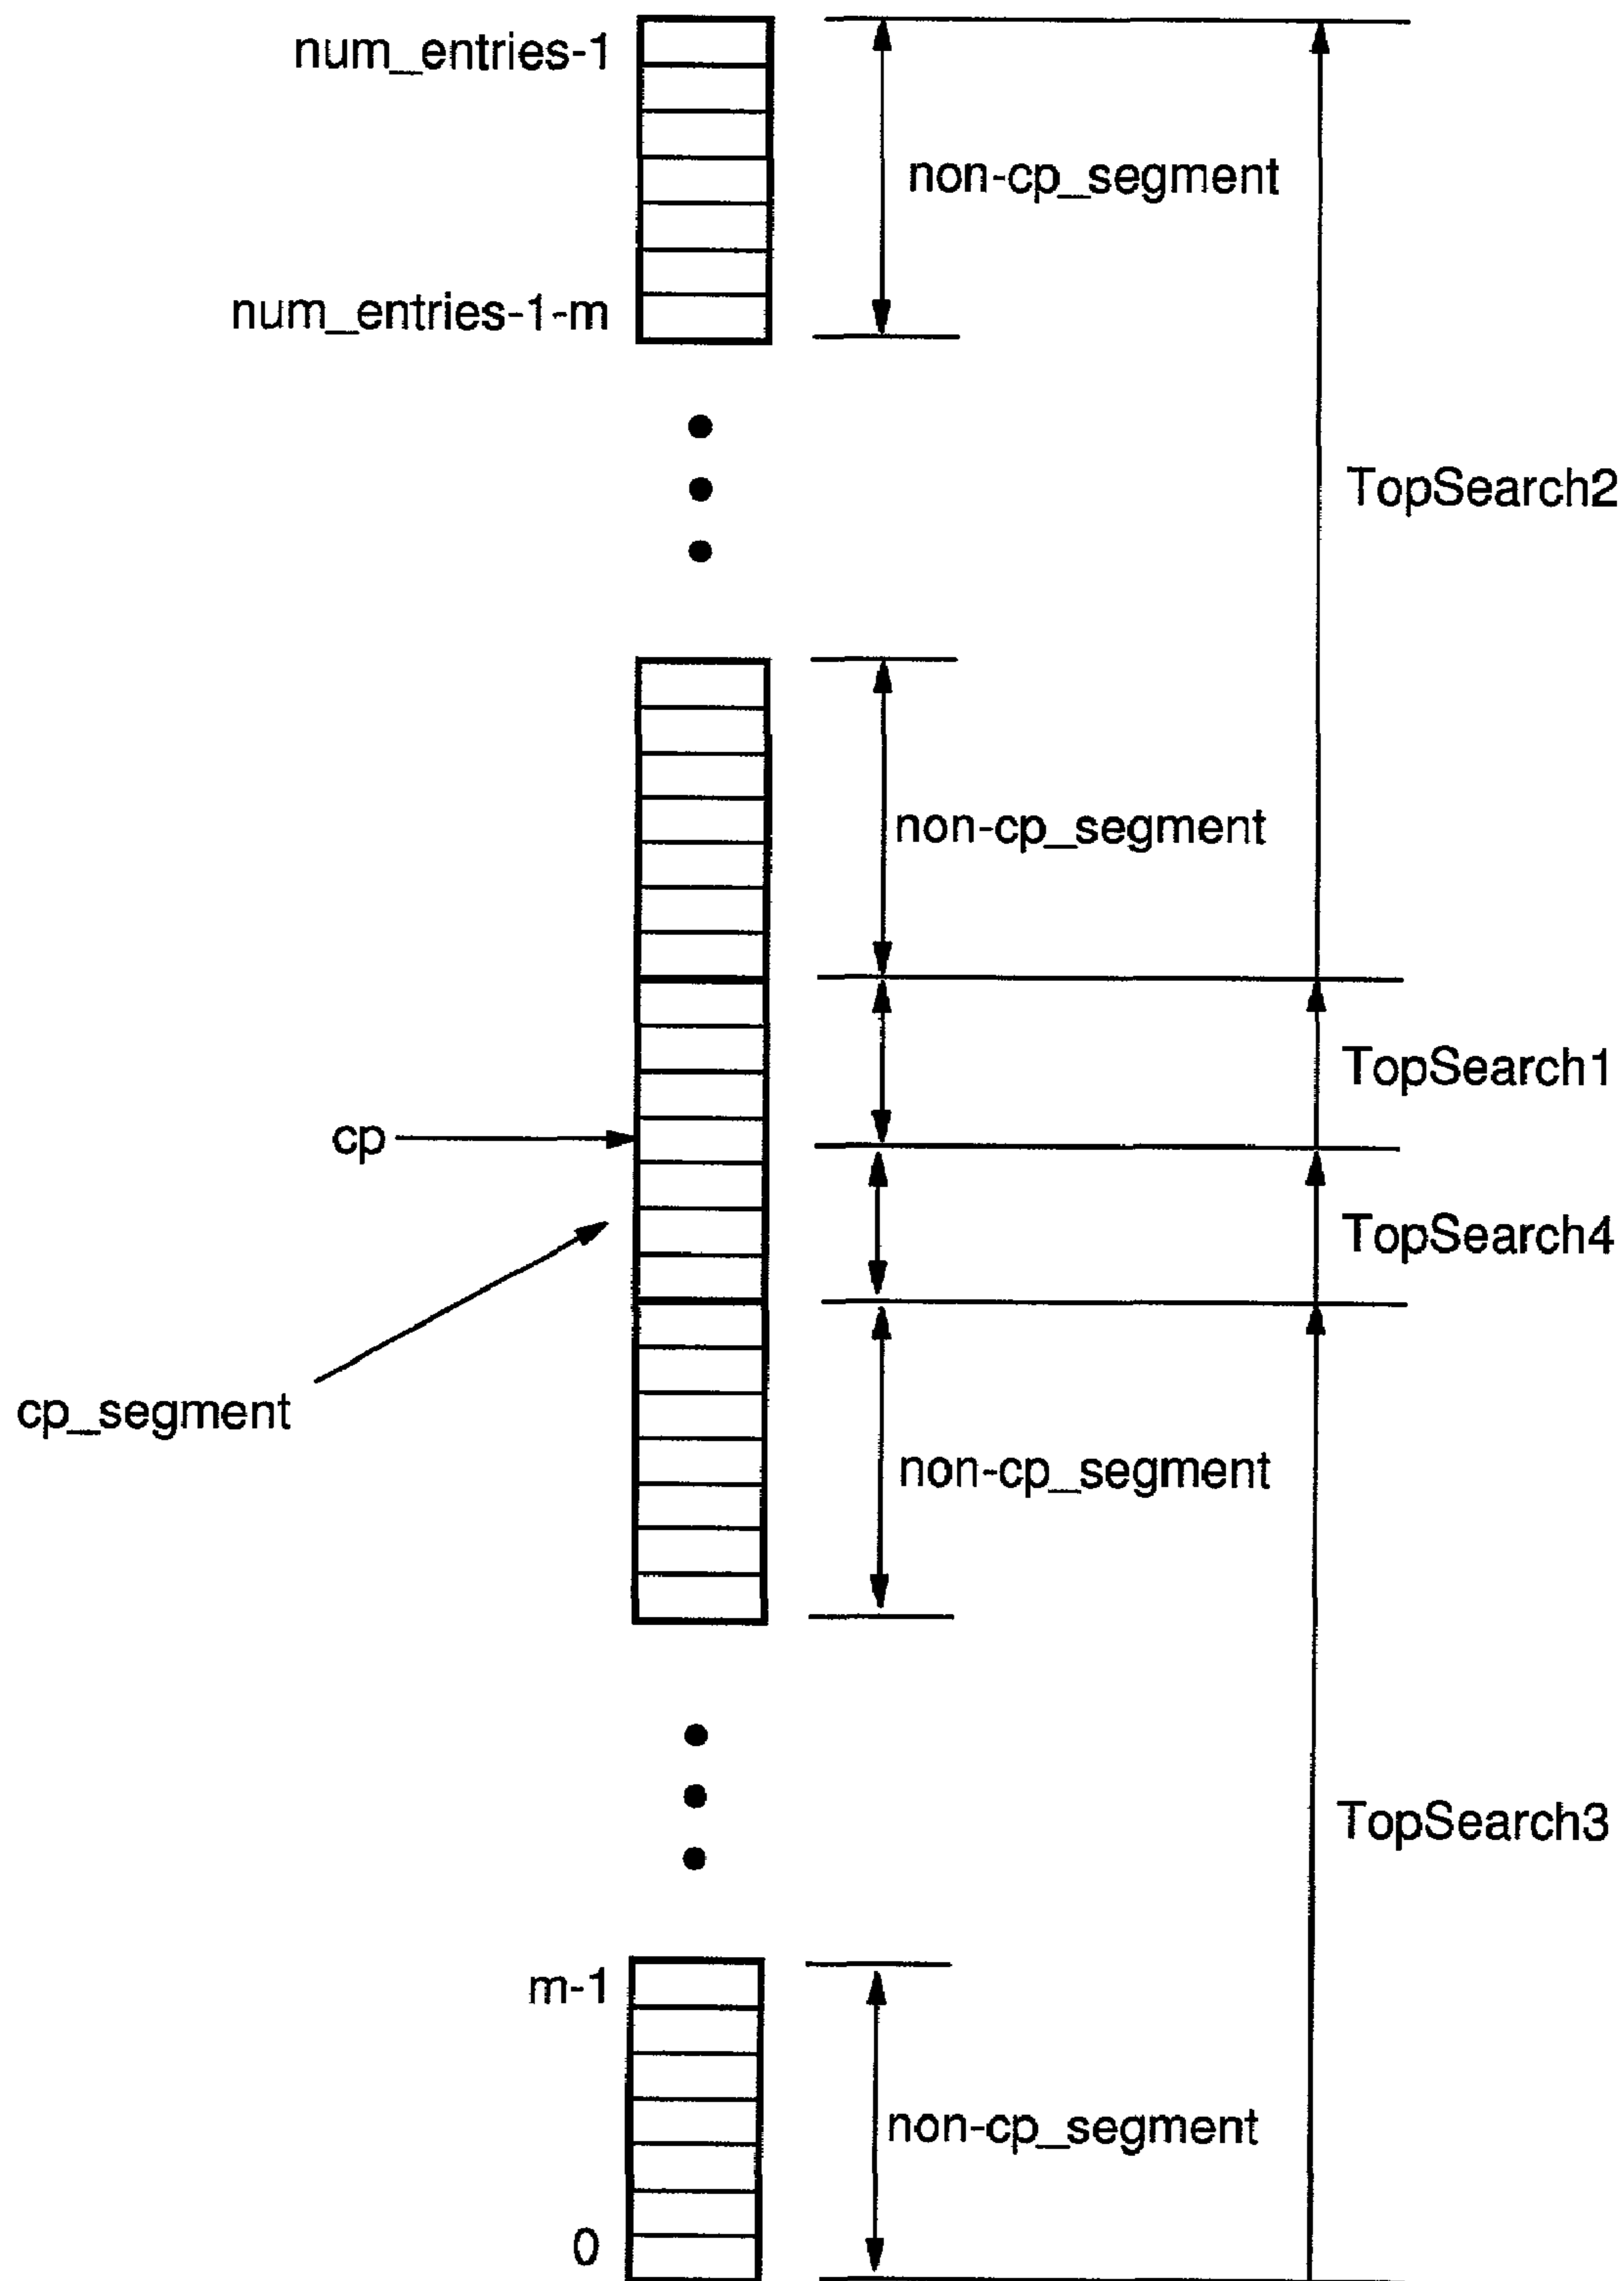 num_entries-1
non-cp_segment
num_entries-1-m
TopSearch2
non-cp_segment
TopSearch1
cp
TopSearch4
cp_segment
non-cp_segment
TopSearch3
m-1
non-cp_segment
0